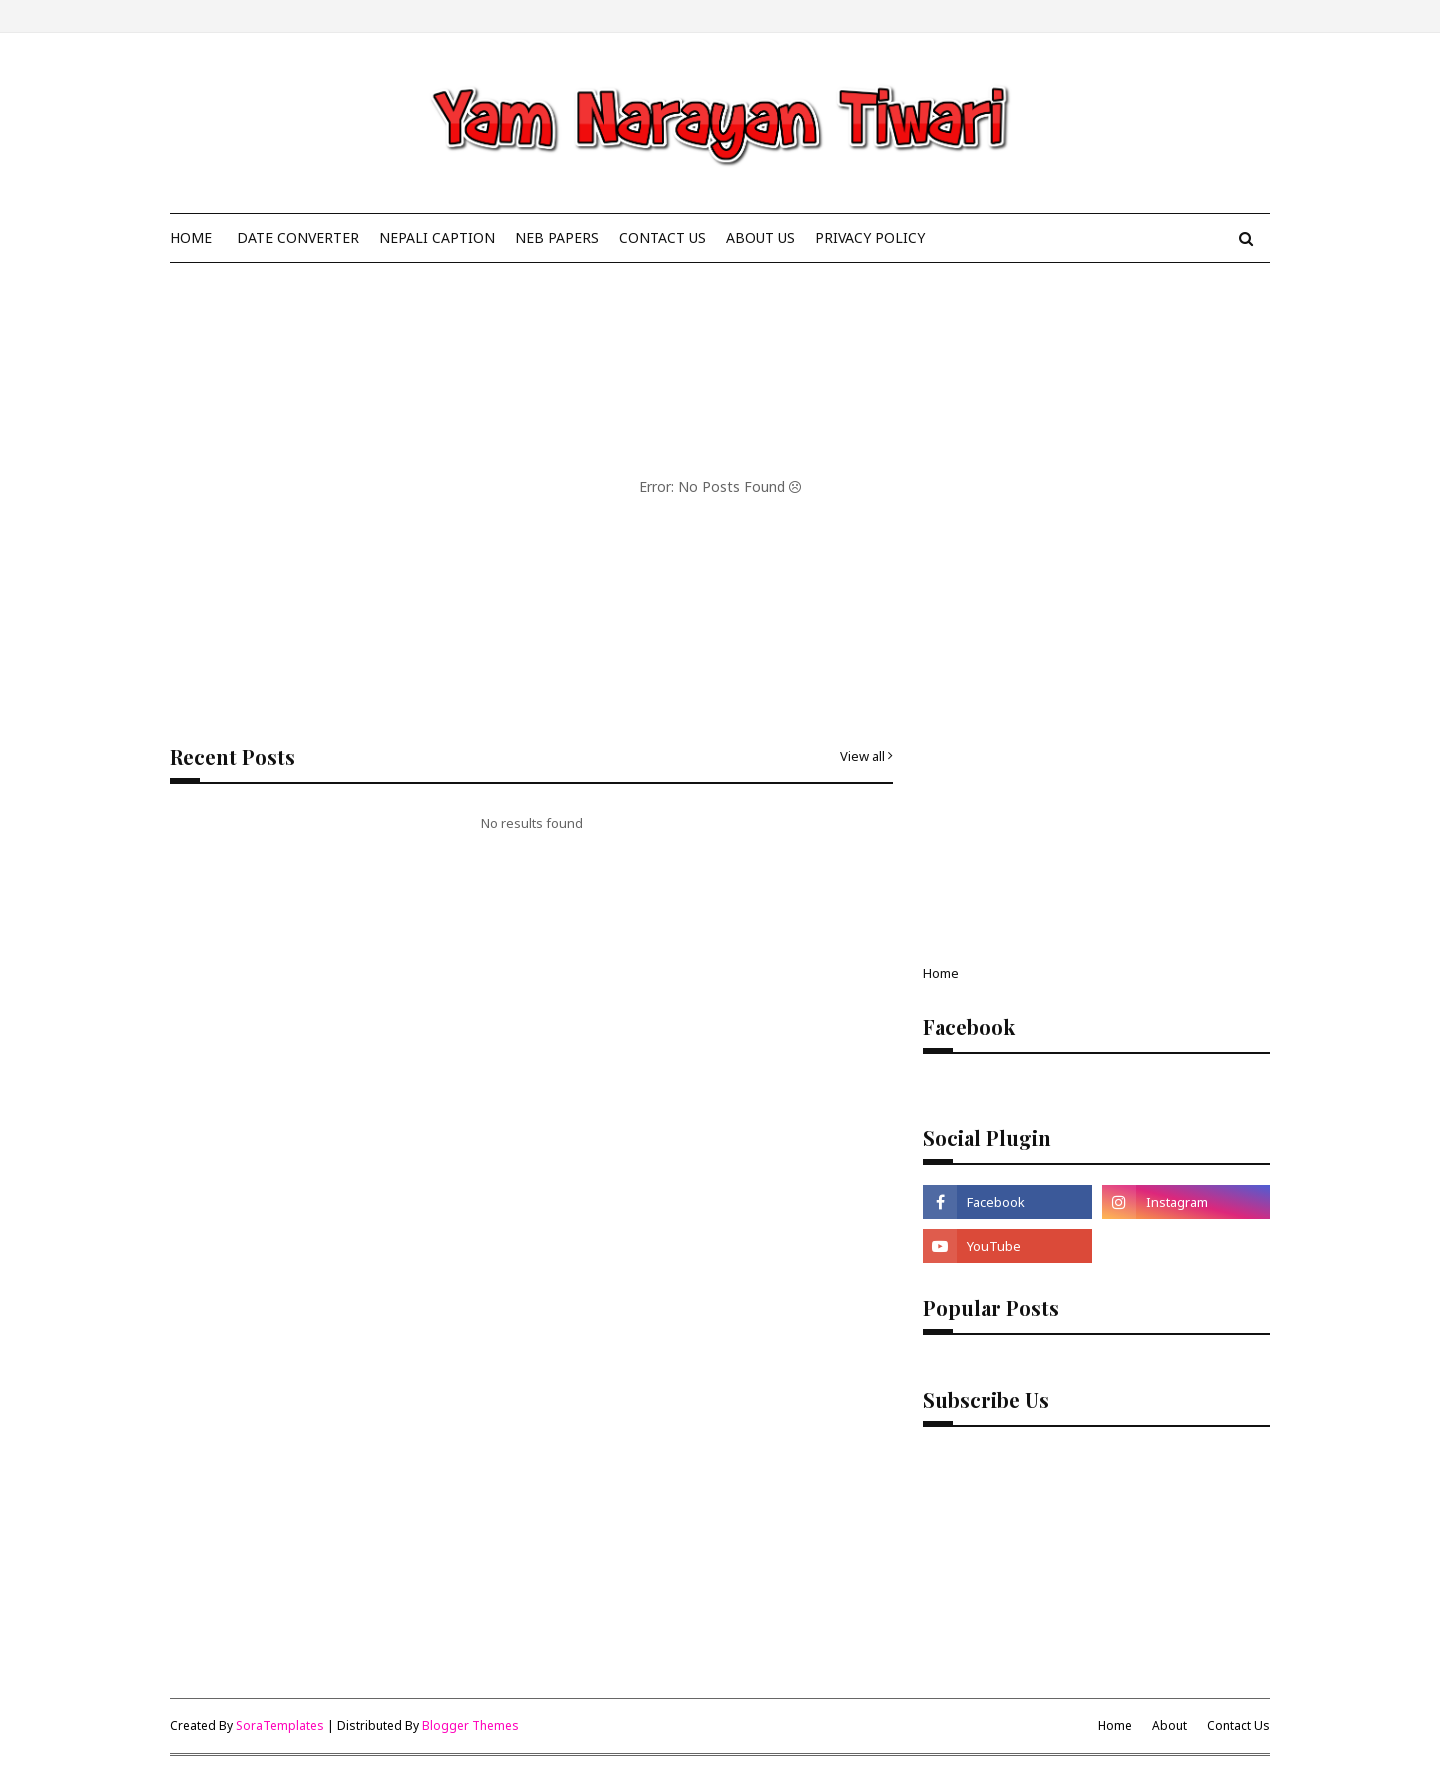 Yam Narayan Tiwari
HOME DATE CONVERTER NEPALI CAPTION NEB PAPERS CONTACT US ABOUT US PRIVACY POLICY
Error: No Posts Found
Recent Posts
View all
No results found
Home
Facebook
Social Plugin
Facebook
Instagram
YouTube
Popular Posts
Subscribe Us
Created By SoraTemplates | Distributed By Blogger Themes
Home About Contact Us